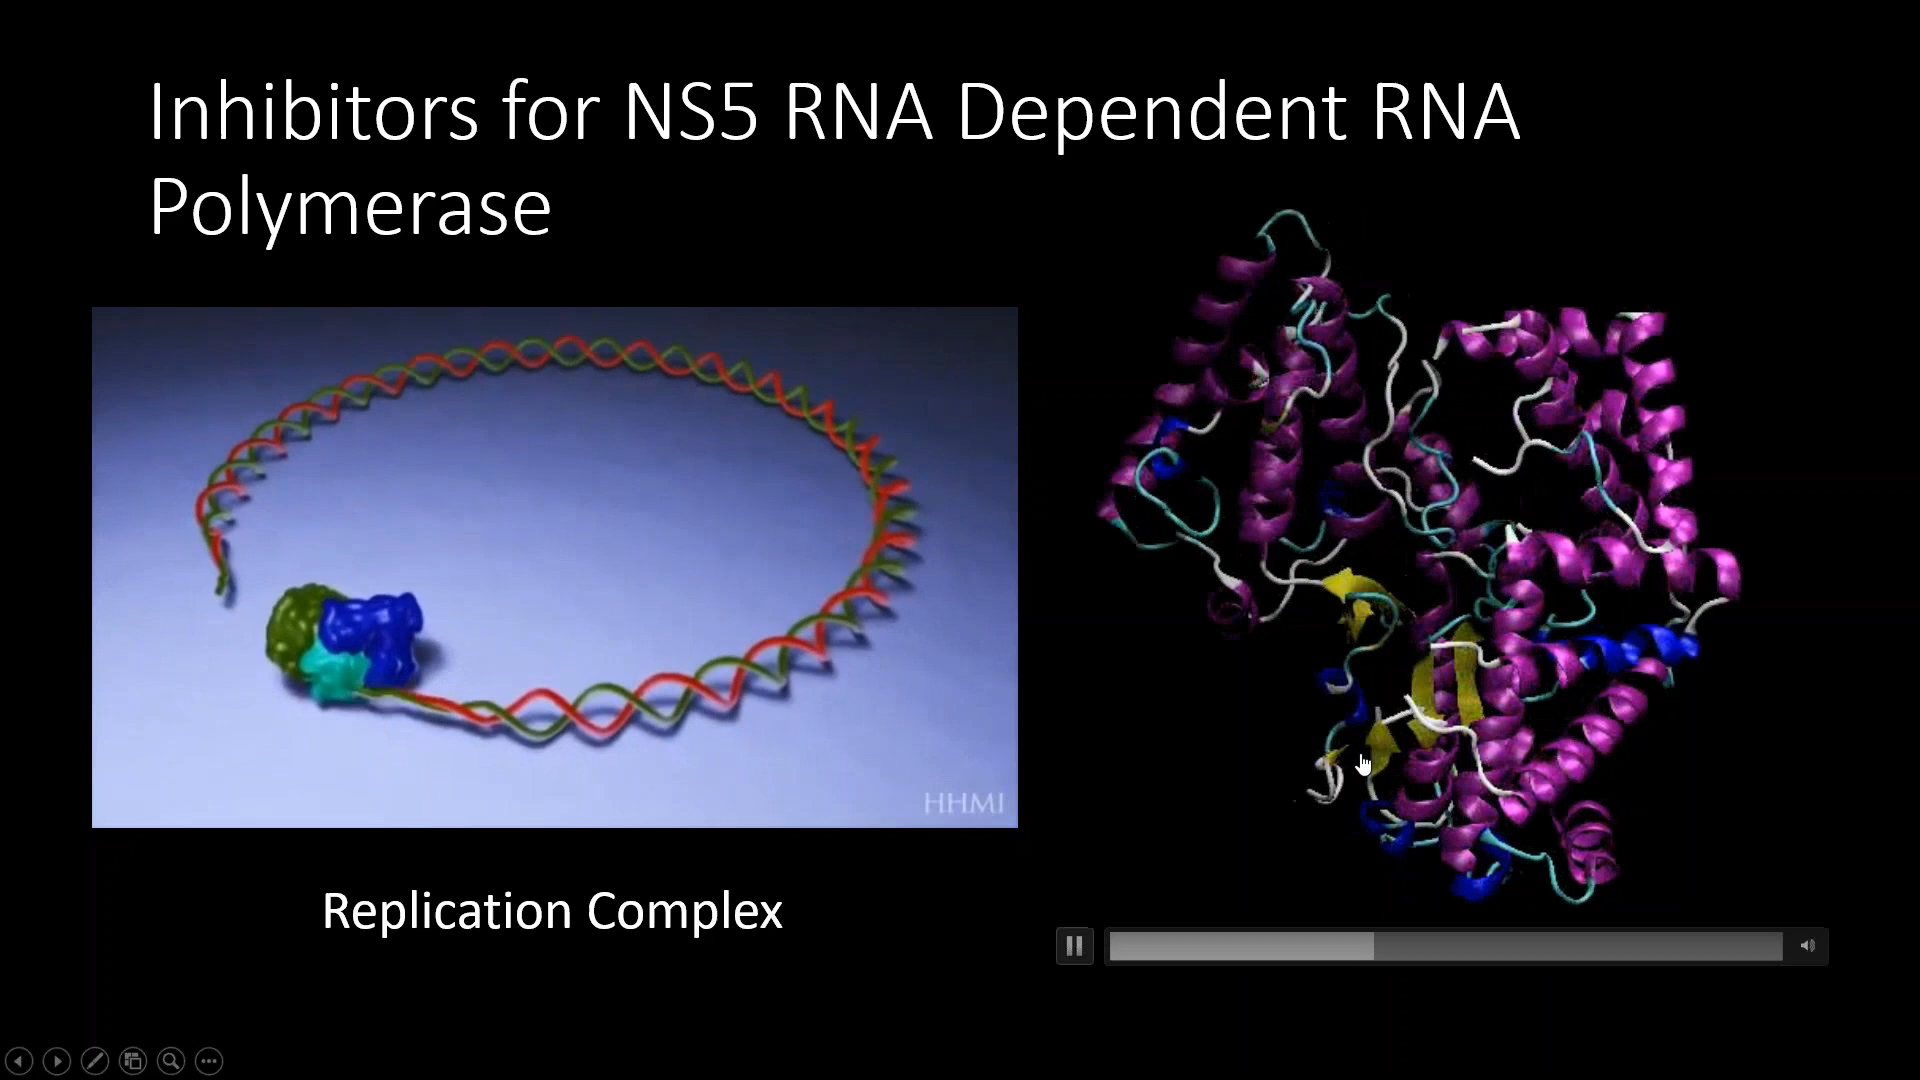 Inhibitors for NS5 RNA Dependent RNA
Polymerase
HHMI
Replication Complex